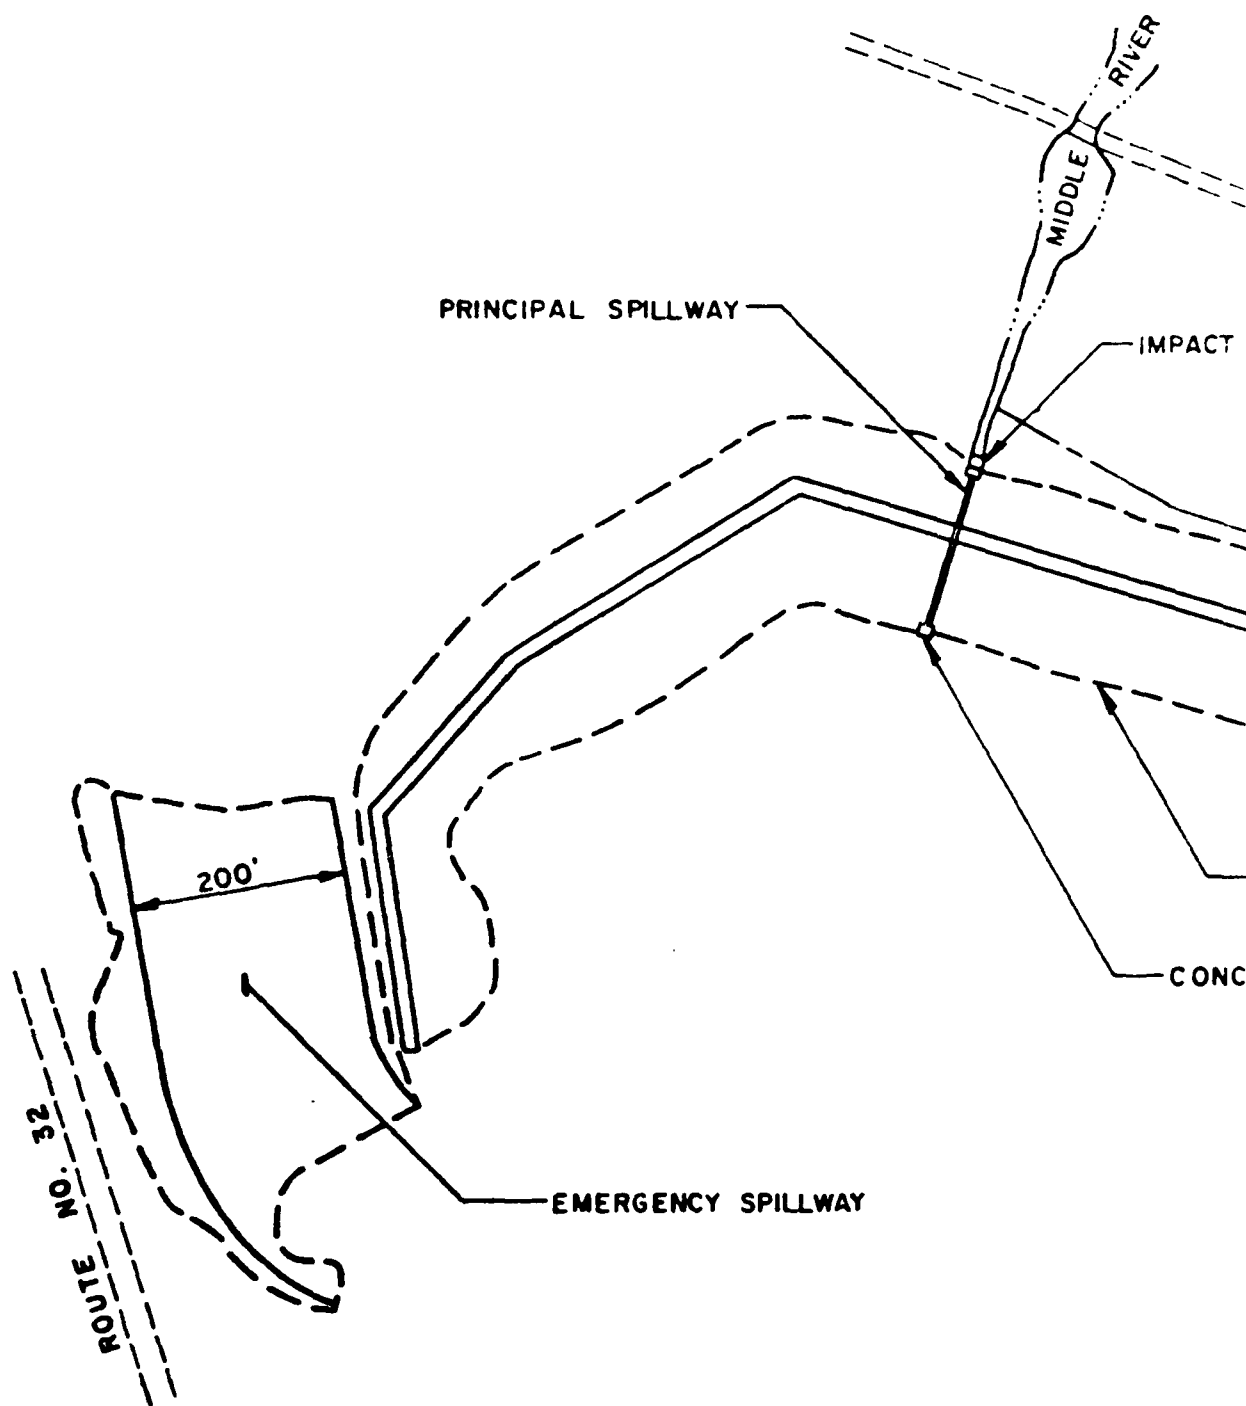 MIDDLE RIVER
PRINCIPAL SPILLWAY
IMPACT
200'
CONC
EMERGENCY SPILLWAY
ROUTE NO. 32